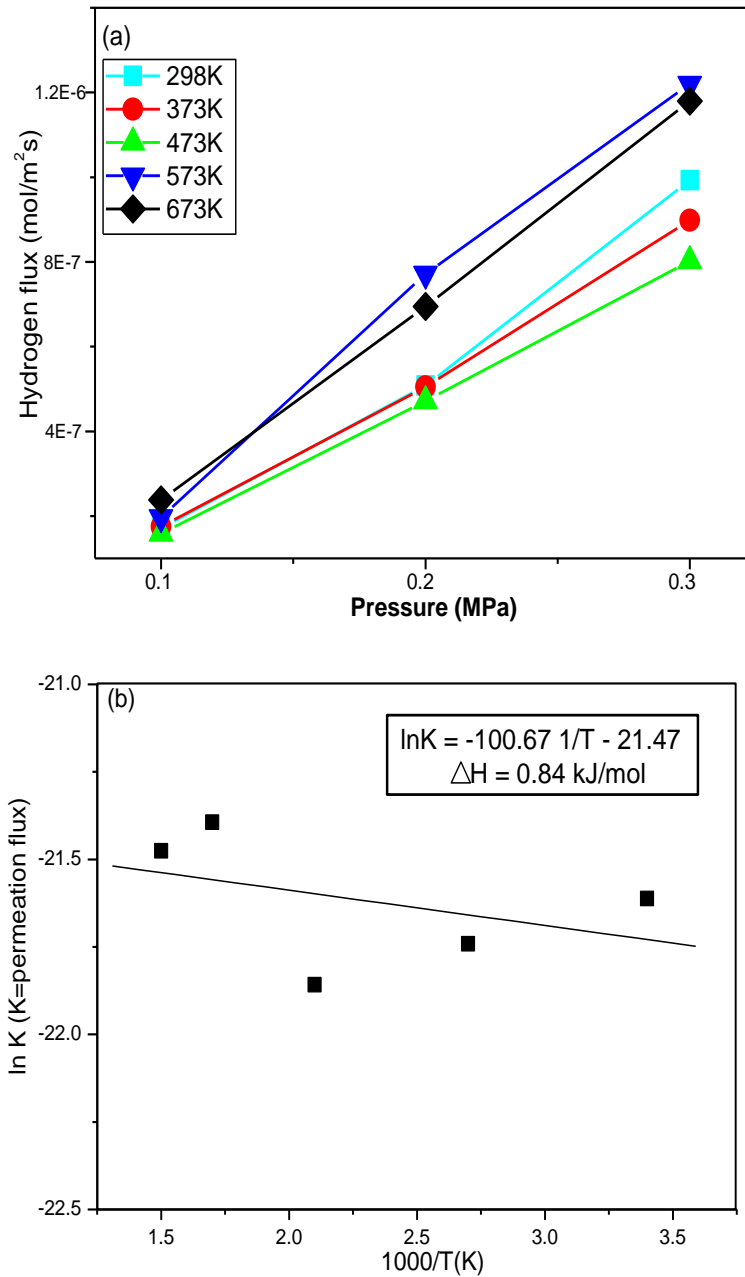 (a)
298K
373K
473K
573K
673K
1.2E-6
8E-7
4E-7
Hydrogen flux (mol/m²s)
0.1 0.2 0.3
Pressure (MPa)
(b)
lnK = -100.67 1/T - 21.47
△H = 0.84 kJ/mol
-21.0
-21.5
-22.0
-22.5
ln K (K=permeation flux)
1.5 2.0 2.5 3.0 3.5
1000/T(K)